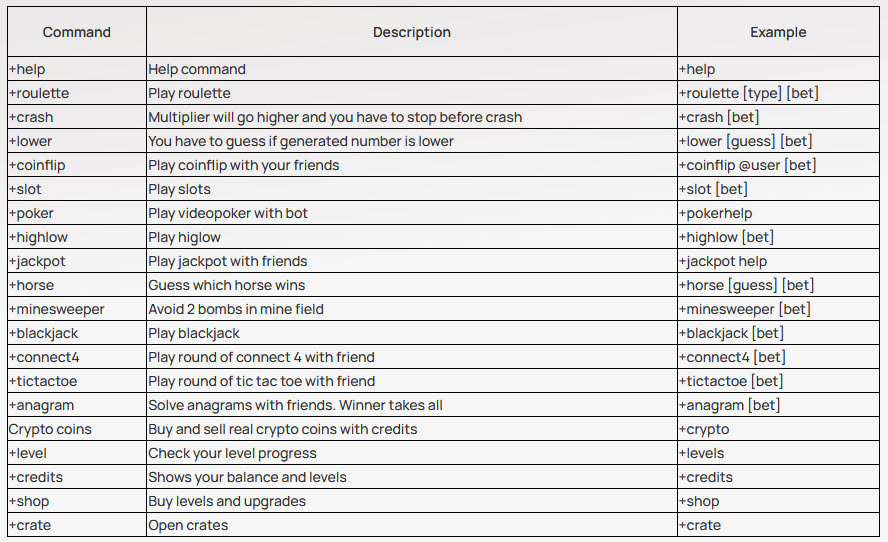 Command Description Example
+help Help command +help
+roulette Play roulette +roulette [type] [bet]
+crash Multiplier will go higher and you have to stop before crash +crash [bet]
+lower You have to guess if generated number is lower +lower [guess] [bet]
+coinflip Play coinflip with your friends +coinflip @user [bet]
+slot Play slots +slot [bet]
+poker Play videopoker with bot +pokerhelp
+highlow Play higlow +highlow [bet]
+jackpot Play jackpot with friends +jackpot help
+horse Guess which horse wins +horse [guess] [bet]
+minesweeper Avoid 2 bombs in mine field +minesweeper [bet]
+blackjack Play blackjack +blackjack [bet]
+connect4 Play round of connect 4 with friend +connect4 [bet]
+tictactoe Play round of tic tac toe with friend +tictactoe [bet]
+anagram Solve anagrams with friends. Winner takes all +anagram [bet]
Crypto coins Buy and sell real crypto coins with credits +crypto
+level Check your level progress +levels
+credits Shows your balance and levels +credits
+shop Buy levels and upgrades +shop
+crate Open crates +crate